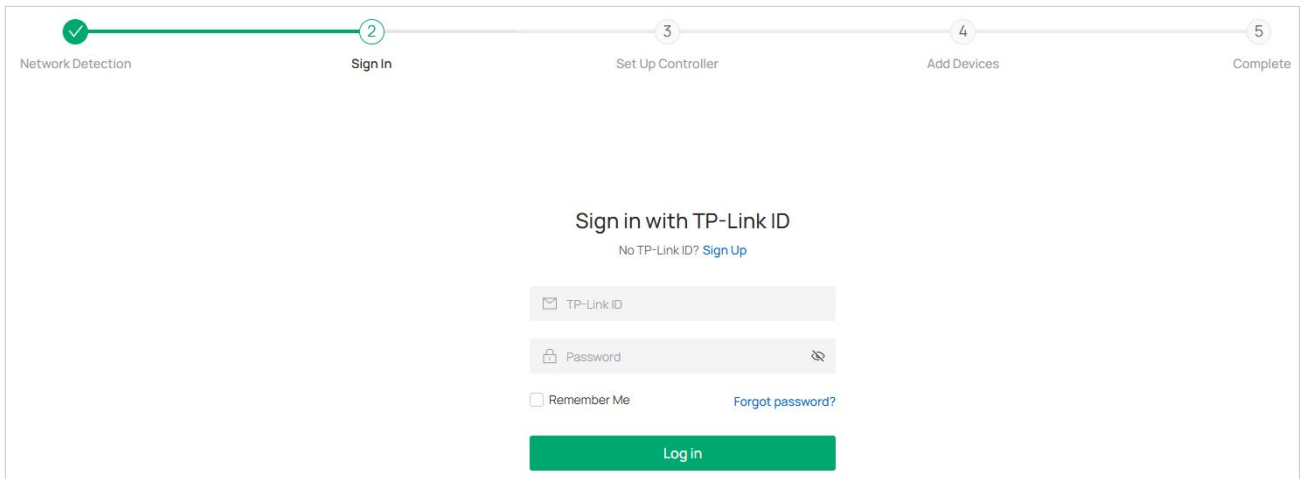 2 3 4 5
Network Detection Sign In Set Up Controller Add Devices Complete
Sign in with TP-Link ID
No TP-Link ID? Sign Up
TP-Link ID
Password
Remember Me Forgot password?
Log in